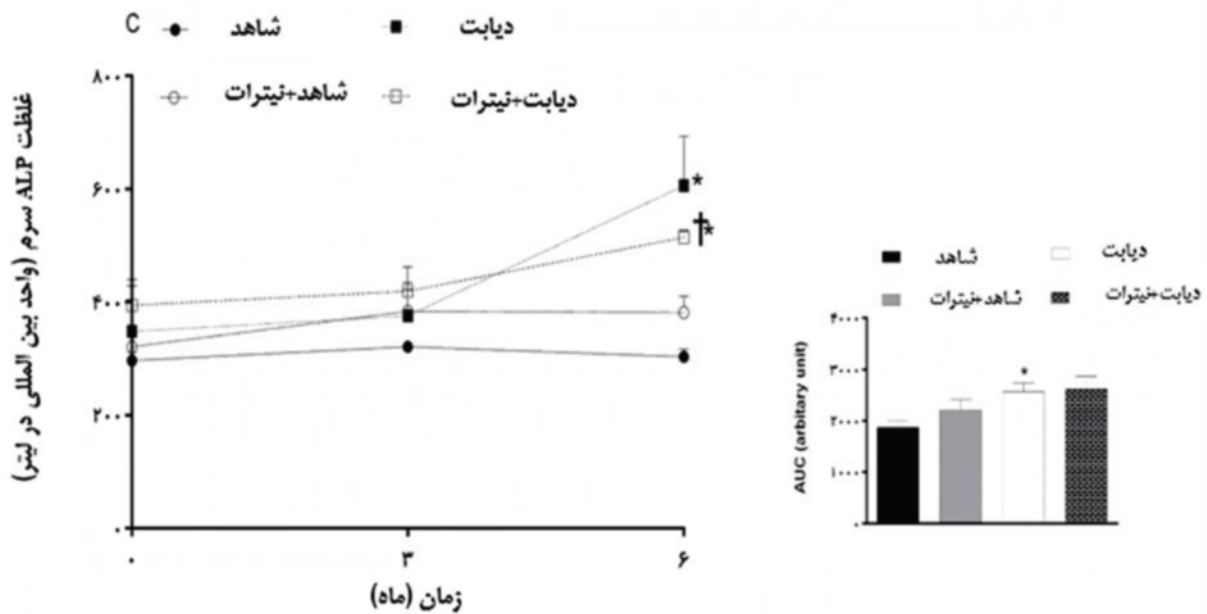 C
شاهد
دیابت
شاهد+نیترات
دیابت+نیترات
غلظت ALP سرم (واحد بین المللی در لیتر)
۸۰۰
۶۰۰
۴۰۰
۲۰۰
۰
*
†*
۰
۳
۶
زمان (ماه)
شاهد
دیابت
شاهد+نیترات
دیابت+نیترات
AUC (arbitary unit)
۴۰۰۰
۳۰۰۰
۲۰۰۰
۱۰۰۰
۰
*